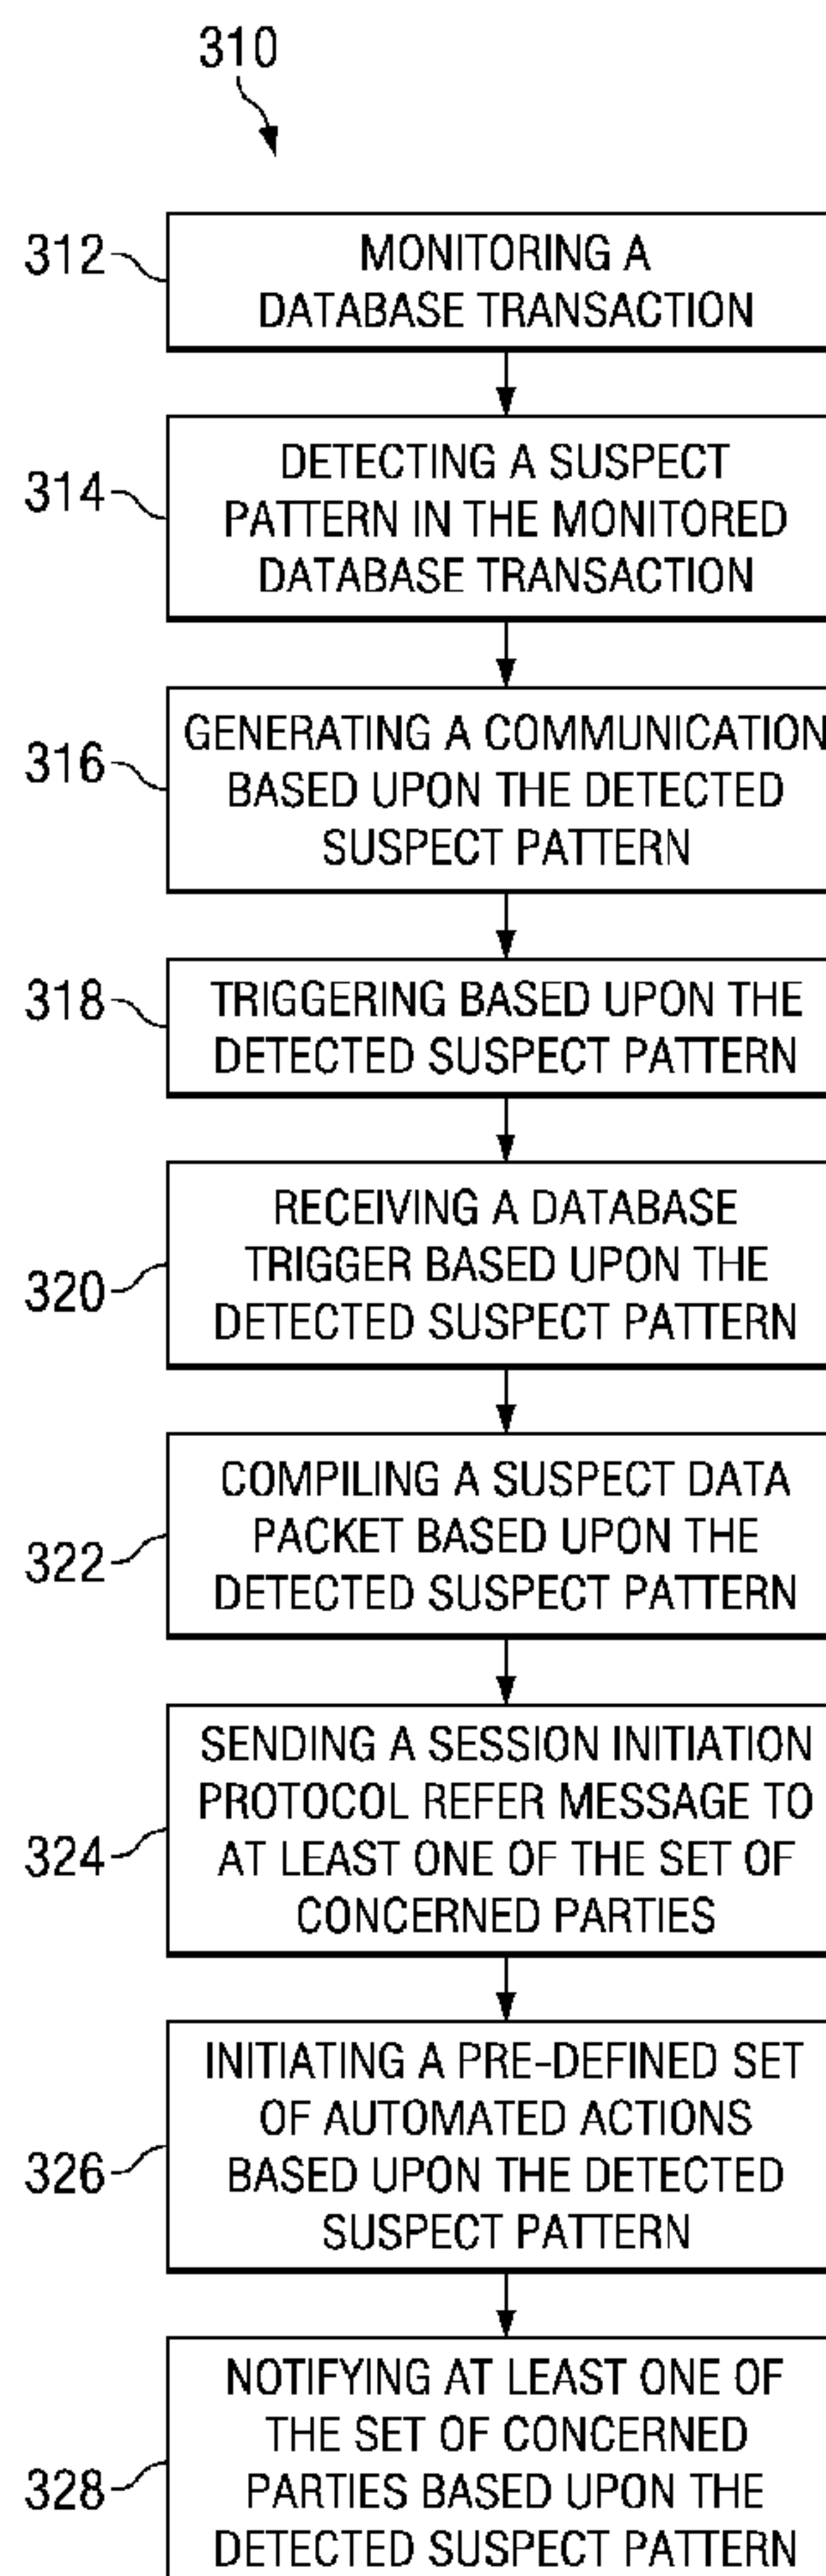 310
312
MONITORING A
DATABASE TRANSACTION
314
DETECTING A SUSPECT
PATTERN IN THE MONITORED
DATABASE TRANSACTION
316
GENERATING A COMMUNICATION
BASED UPON THE DETECTED
SUSPECT PATTERN
318
TRIGGERING BASED UPON THE
DETECTED SUSPECT PATTERN
320
RECEIVING A DATABASE
TRIGGER BASED UPON THE
DETECTED SUSPECT PATTERN
322
COMPILING A SUSPECT DATA
PACKET BASED UPON THE
DETECTED SUSPECT PATTERN
324
SENDING A SESSION INITIATION
PROTOCOL REFER MESSAGE TO
AT LEAST ONE OF THE SET OF
CONCERNED PARTIES
326
INITIATING A PRE-DEFINED SET
OF AUTOMATED ACTIONS
BASED UPON THE DETECTED
SUSPECT PATTERN
328
NOTIFYING AT LEAST ONE OF
THE SET OF CONCERNED
PARTIES BASED UPON THE
DETECTED SUSPECT PATTERN